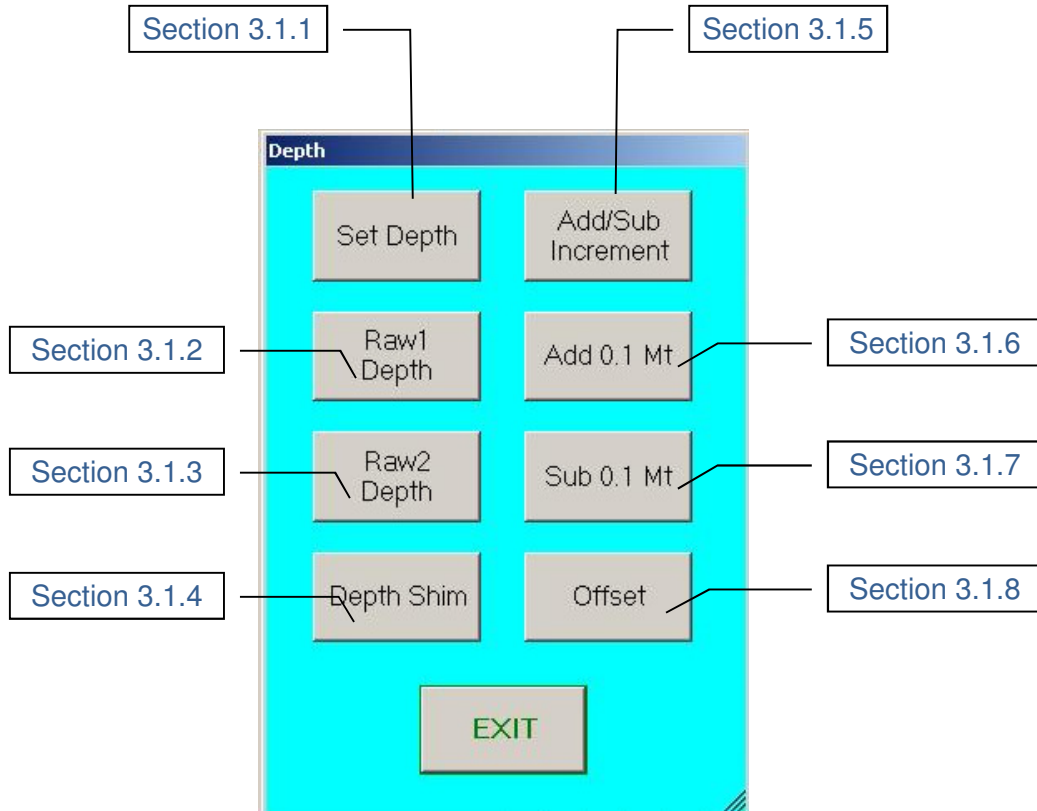 Section 3.1.1
Section 3.1.5
Depth
Set Depth
Add/Sub
Increment
Section 3.1.2
Raw1
Depth
Add 0.1 Mt
Section 3.1.6
Section 3.1.3
Raw2
Depth
Sub 0.1 Mt
Section 3.1.7
Section 3.1.4
Depth Shim
Offset
Section 3.1.8
EXIT